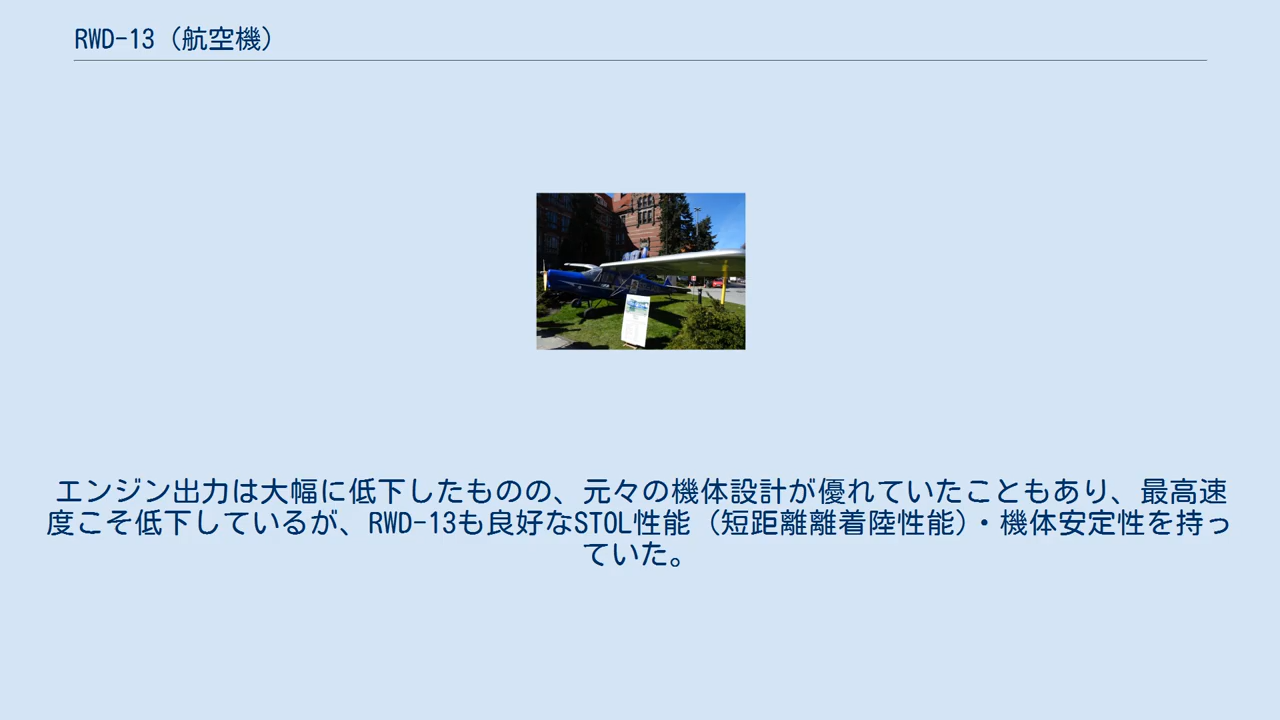 RWD-13（航空機）
エンジン出力は大幅に低下したものの、元々の機体設計が優れていたこともあり、最高速
度こそ低下しているが、RWD-13も良好なSTOL性能（短距離離着陸性能）・機体安定性を持っ
ていた。